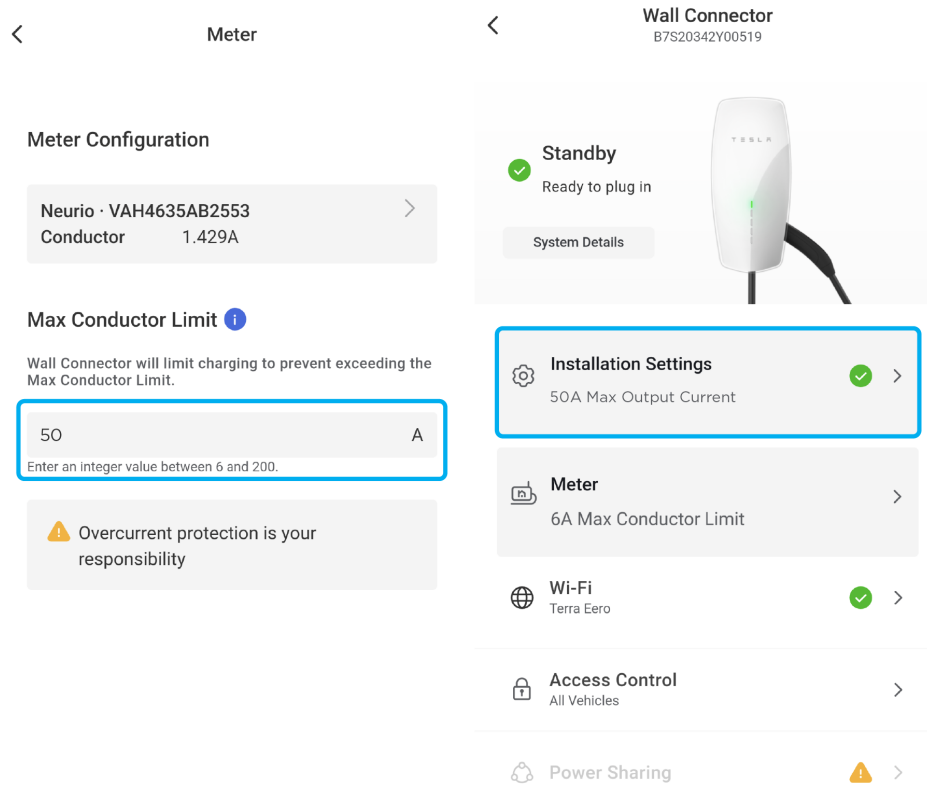 Meter
Meter Configuration
Neurio · VAH4635AB2553
Conductor 1.429A
Max Conductor Limit
Wall Connector will limit charging to prevent exceeding the
Max Conductor Limit.
50 A
Enter an integer value between 6 and 200.
Overcurrent protection is your
responsibility
Wall Connector
B7S20342Y00519
TESLA
Standby
Ready to plug in
System Details
Installation Settings
50A Max Output Current
Meter
6A Max Conductor Limit
Wi-Fi
Terra Eero
Access Control
All Vehicles
Power Sharing